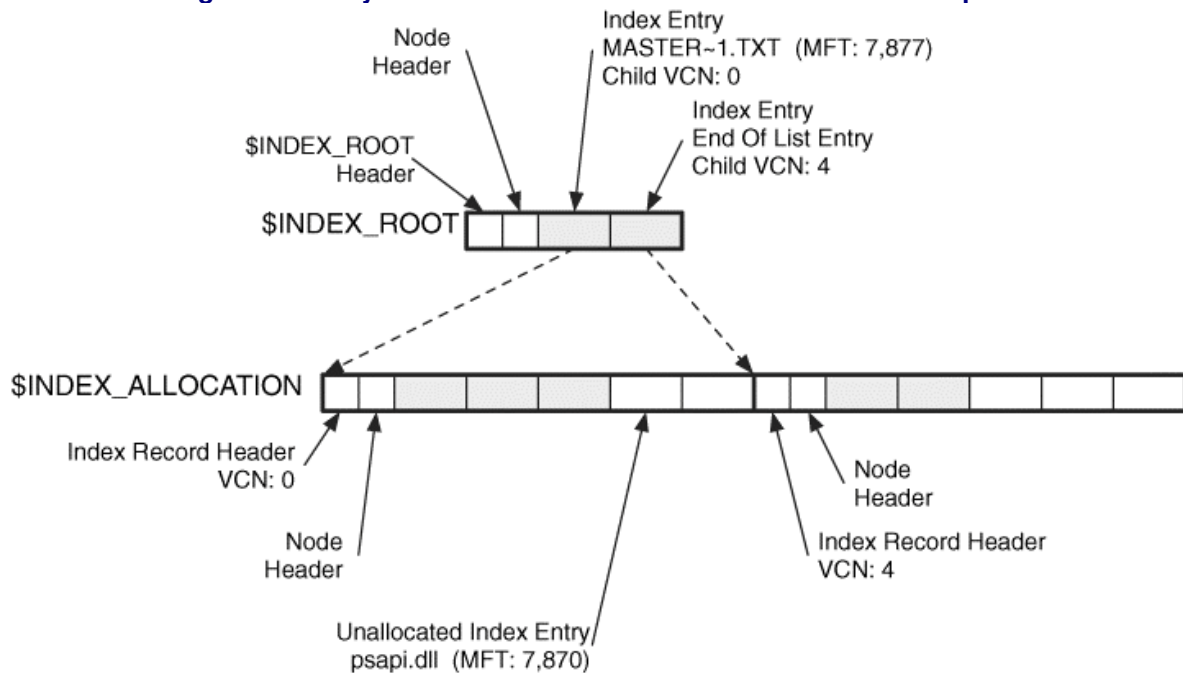 Node
Header
Index Entry
MASTER~1.TXT (MFT: 7,877)
Child VCN: 0
Index Entry
End Of List Entry
Child VCN: 4
$INDEX_ROOT
Header
$INDEX_ROOT
$INDEX_ALLOCATION
Index Record Header
VCN: 0
Node
Header
Unallocated Index Entry
psapi.dll (MFT: 7,870)
Node
Header
Index Record Header
VCN: 4